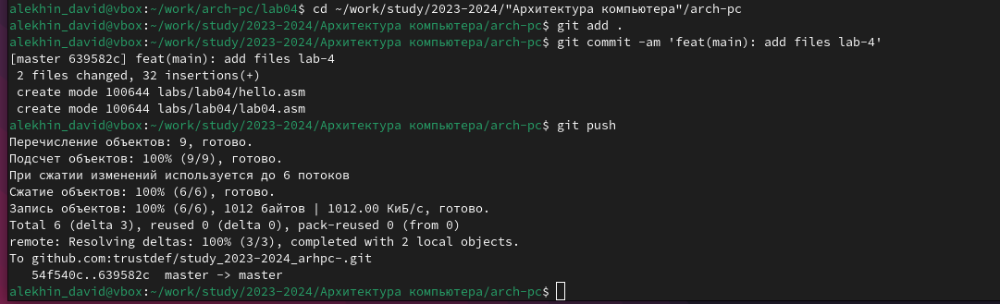 alekhin_david@vbox:~/work/arch-pc/lab04$ cd ~/work/study/2023-2024/"Архитектура компьютера"/arch-pc
alekhin_david@vbox:~/work/study/2023-2024/Архитектура компьютера/arch-pc$ git add .
alekhin_david@vbox:~/work/study/2023-2024/Архитектура компьютера/arch-pc$ git commit -am 'feat(main): add files lab-4'
[master 639582c] feat(main): add files lab-4
 2 files changed, 32 insertions(+)
 create mode 100644 labs/lab04/hello.asm
 create mode 100644 labs/lab04/lab04.asm
alekhin_david@vbox:~/work/study/2023-2024/Архитектура компьютера/arch-pc$ git push
Перечисление объектов: 9, готово.
Подсчет объектов: 100% (9/9), готово.
При сжатии изменений используется до 6 потоков
Сжатие объектов: 100% (6/6), готово.
Запись объектов: 100% (6/6), 1012 байтов | 1012.00 КиБ/с, готово.
Total 6 (delta 3), reused 0 (delta 0), pack-reused 0 (from 0)
remote: Resolving deltas: 100% (3/3), completed with 2 local objects.
To github.com:trustdef/study_2023-2024_arhpc-.git
   54f540c..639582c  master -> master
alekhin_david@vbox:~/work/study/2023-2024/Архитектура компьютера/arch-pc$